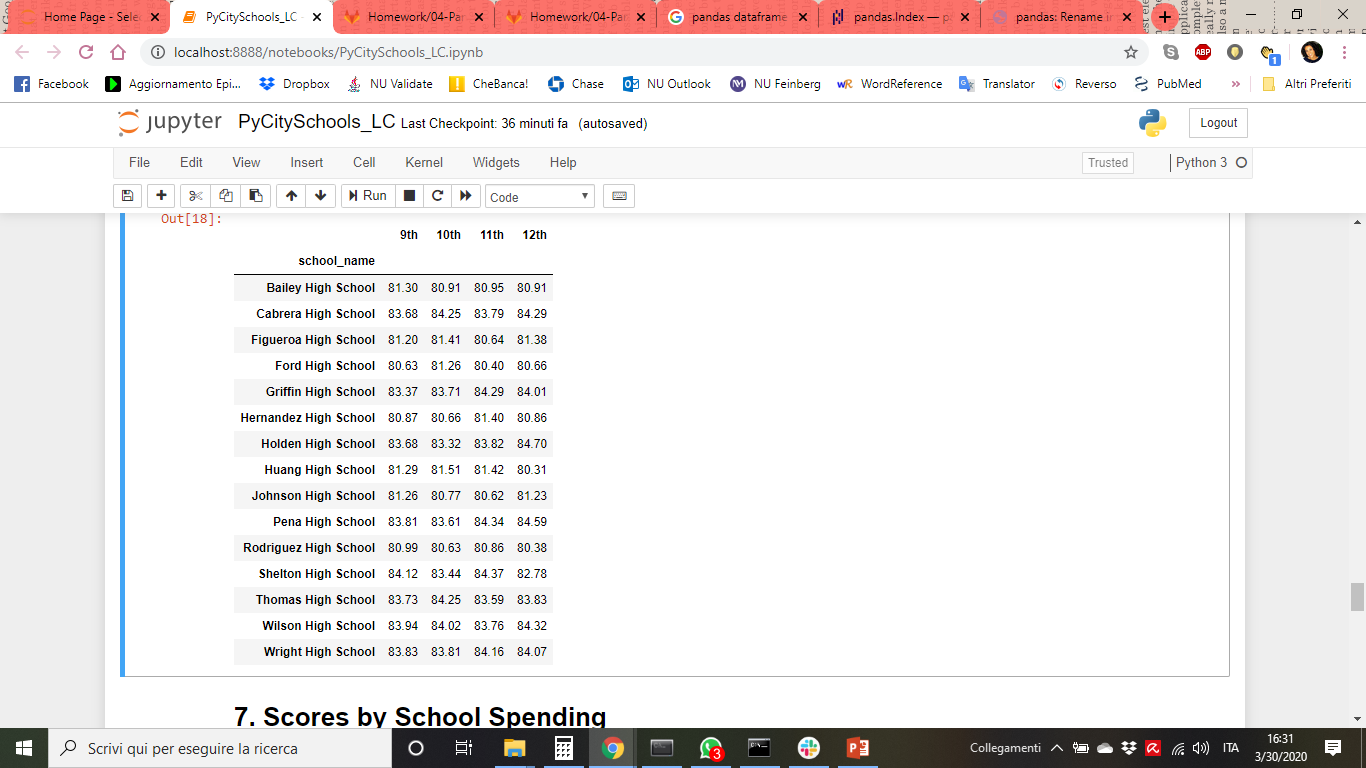 Home Page - Sele
PyCitySchools_LC -
Homework/04-Par
Homework/04-Par
pandas dataframe
pandas.Index — p
pandas: Rename in
localhost:8888/notebooks/PyCitySchools_LC.ipynb
ABP
1
Facebook
Aggiornamento Epi...
Dropbox
NU Validate
CheBanca!
Chase
NU Outlook
NU Feinberg
WordReference
Translator
Reverso
PubMed
»
Altri Preferiti
jupyter PyCitySchools_LC Last Checkpoint: 36 minuti fa (autosaved)
Logout
File Edit View Insert Cell Kernel Widgets Help
Trusted
Python 3
Run
Code
Out[18]:
9th 10th 11th 12th
school_name
Bailey High School 81.30 80.91 80.95 80.91
Cabrera High School 83.68 84.25 83.79 84.29
Figueroa High School 81.20 81.41 80.64 81.38
Ford High School 80.63 81.26 80.40 80.66
Griffin High School 83.37 83.71 84.29 84.01
Hernandez High School 80.87 80.66 81.40 80.86
Holden High School 83.68 83.32 83.82 84.70
Huang High School 81.29 81.51 81.42 80.31
Johnson High School 81.26 80.77 80.62 81.23
Pena High School 83.81 83.61 84.34 84.59
Rodriguez High School 80.99 80.63 80.86 80.38
Shelton High School 84.12 83.44 84.37 82.78
Thomas High School 83.73 84.25 83.59 83.83
Wilson High School 83.94 84.02 83.76 84.32
Wright High School 83.83 83.81 84.16 84.07
7. Scores by School Spending
Scrivi qui per eseguire la ricerca
3
Collegamenti
ITA
16:31
3/30/2020